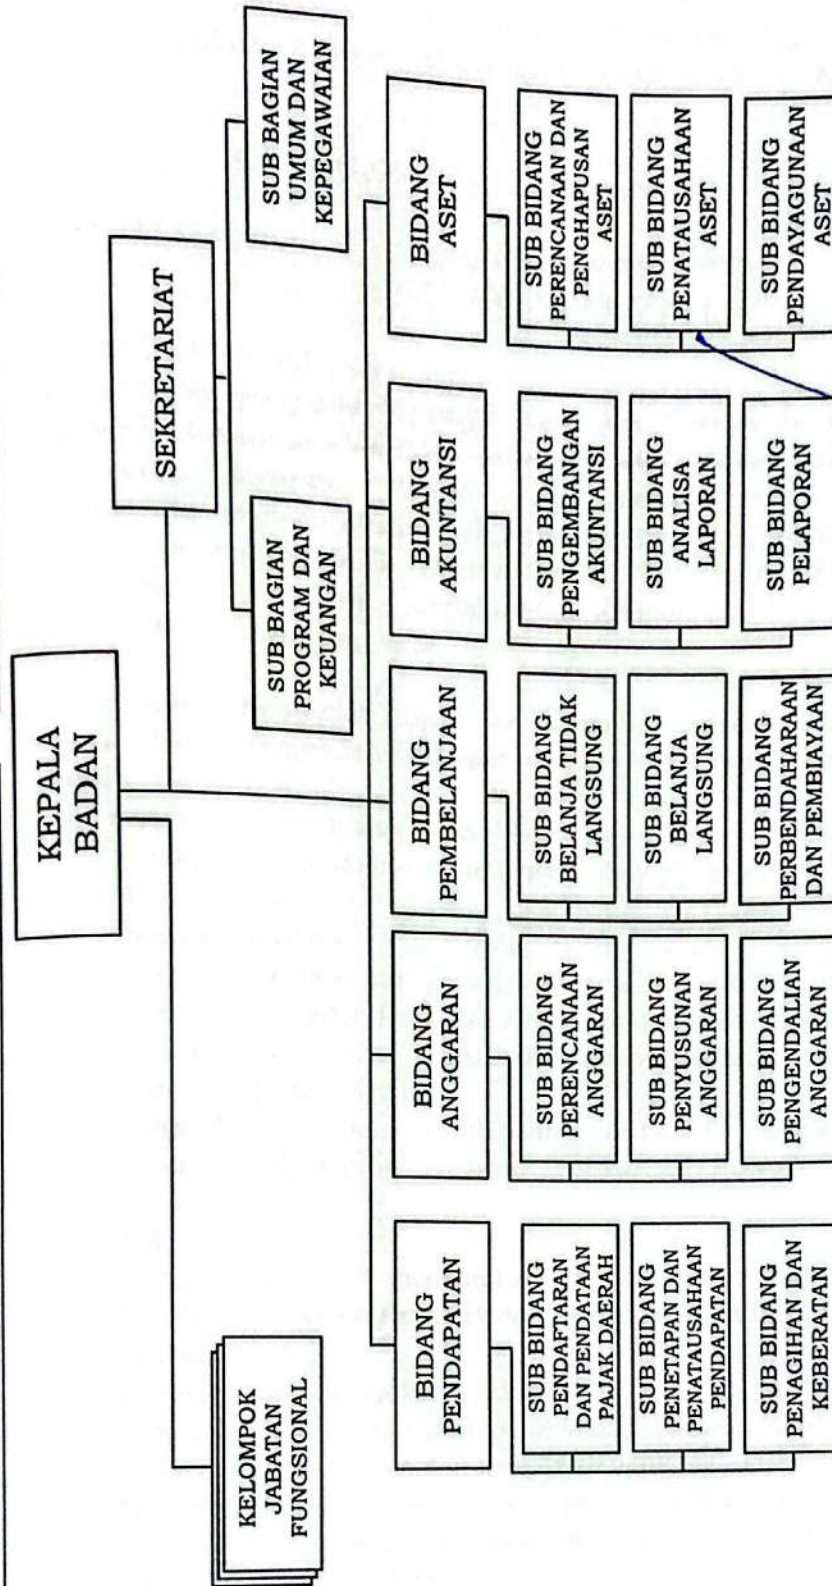 KEPALA
BADAN
SEKRETARIAT
KELOMPOK
JABATAN
FUNGSIONAL
SUB BAGIAN
PROGRAM DAN
KEUANGAN
SUB BAGIAN
UMUM DAN
KEPEGAWAIAN
BIDANG
PENDAPATAN
SUB BIDANG
PENDAFTARAN
DAN PENDATAAN
PAJAK DAERAH
SUB BIDANG
PENETAPAN DAN
PENATAUSAHAAN
PENDAPATAN
SUB BIDANG
PENAGIHAN DAN
KEBERATAN
BIDANG
ANGGARAN
SUB BIDANG
PERENCANAAN
ANGGARAN
SUB BIDANG
PENYUSUNAN
ANGGARAN
SUB BIDANG
PENGENDALIAN
ANGGARAN
BIDANG
PEMBELANJAAN
SUB BIDANG
BELANJA TIDAK
LANGSUNG
SUB BIDANG
BELANJA
LANGSUNG
SUB BIDANG
PERBENDAHARAAN
DAN PEMBIAYAAN
BIDANG
AKUNTANSI
SUB BIDANG
PENGEMBANGAN
AKUNTANSI
SUB BIDANG
ANALISA
LAPORAN
SUB BIDANG
PELAPORAN
BIDANG
ASET
SUB BIDANG
PERENCANAAN DAN
PENGHAPUSAN
ASET
SUB BIDANG
PENATAUSAHAAN
ASET
SUB BIDANG
PENDAYAGUNAAN
ASET